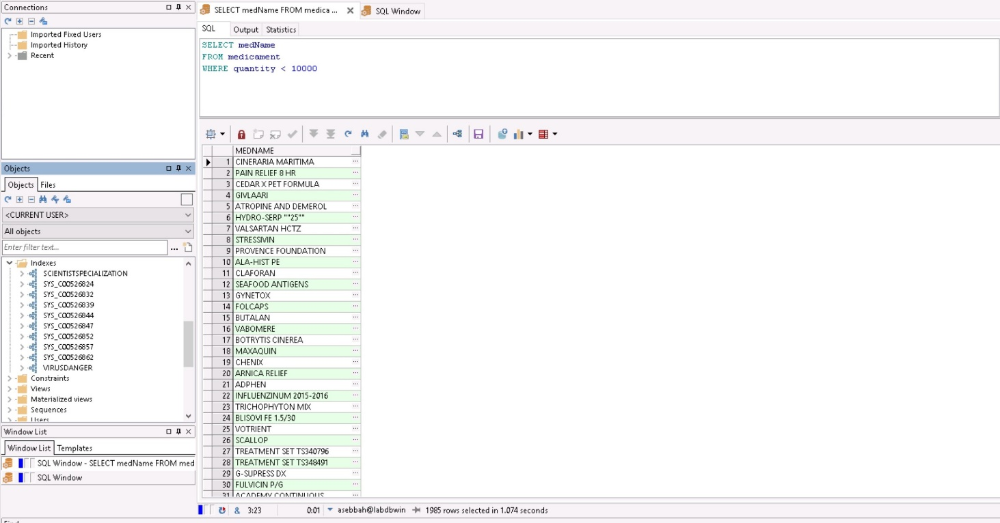 Connections
Imported Fixed Users
Imported History
Recent
Objects
Objects Files
<CURRENT USER>
All objects
Enter filter text...
Indexes
SCIENTISTSPECIALIZATION
SYS_C00526824
SYS_C00526832
SYS_C00526839
SYS_C00526844
SYS_C00526847
SYS_C00526852
SYS_C00526857
SYS_C00526862
VIRUSDANGER
Constraints
Views
Materialized views
Sequences
Users
Window List
Window List Templates
SQL Window - SELECT medName FROM med
SQL Window
SELECT medName FROM medica ... SQL Window
SQL Output Statistics
SELECT medName
FROM medicament
WHERE quantity < 10000
MEDNAME
1 CINERARIA MARITIMA
2 PAIN RELIEF 8 HR
3 CEDAR X PET FORMULA
4 GIVLAARI
5 ATROPINE AND DEMEROL
6 HYDRO-SERP ""25""
7 VALSARTAN HCTZ
8 STRESSIVIN
9 PROVENCE FOUNDATION
10 ALA-HIST PE
11 CLAFORAN
12 SEAFOOD ANTIGENS
13 GYNETOX
14 FOLCAPS
15 BUTALAN
16 VABOMERE
17 BOTRYTIS CINEREA
18 MAXAQUIN
19 CHENIX
20 ARNICA RELIEF
21 ADPHEN
22 INFLUENZINUM 2015-2016
23 TRICHOPHYTON MIX
24 BLISOVI FE 1.5/30
25 VOTRIENT
26 SCALLOP
27 TREATMENT SET TS340796
28 TREATMENT SET TS348491
29 G-SUPRESS DX
30 FULVICIN P/G
31 ACADEMY CONTINUOUS
& 3:23 0:01 asebbah@labdbwin 1985 rows selected in 1.074 seconds